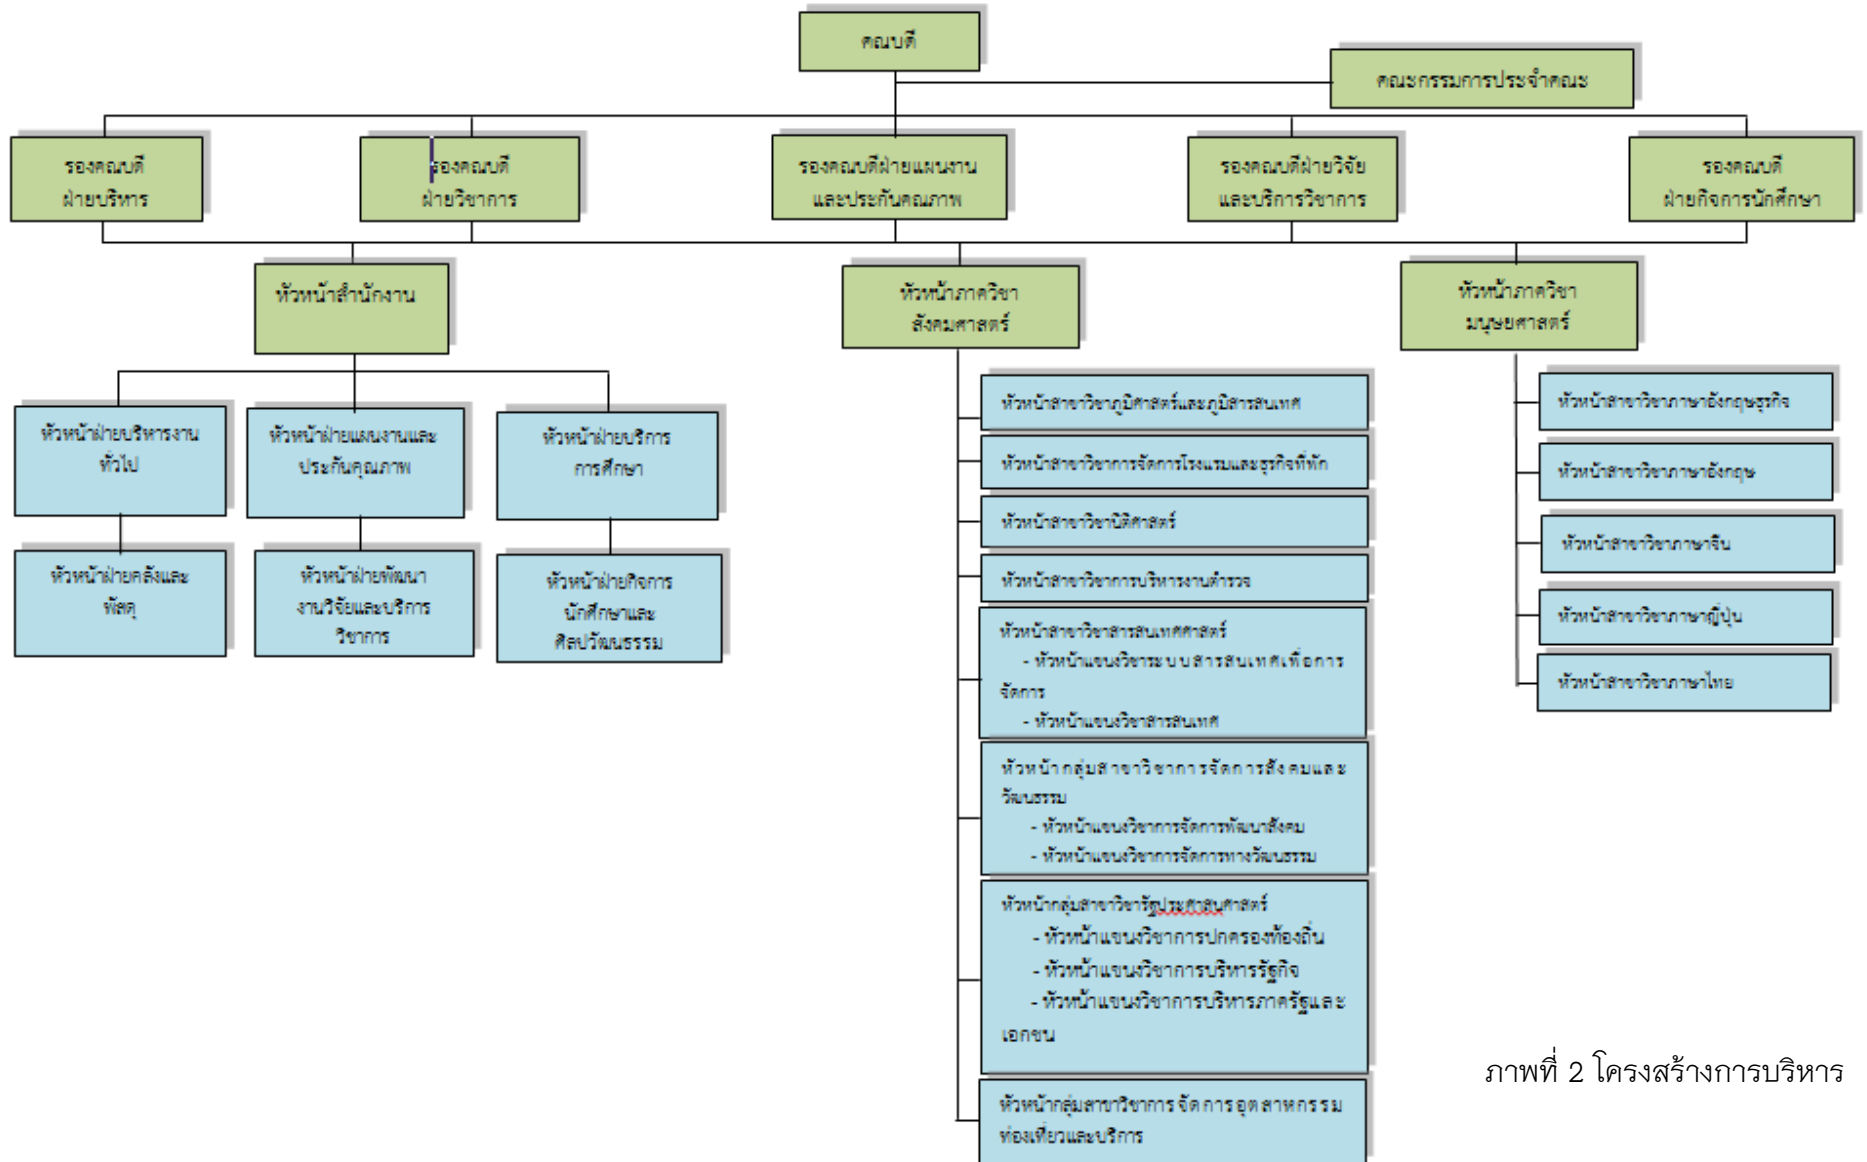 คณบดี
คณะกรรมการประจำคณะ
รองคณบดี
ฝ่ายบริหาร
รองคณบดี
ฝ่ายวิชาการ
รองคณบดีฝ่ายแผนงาน
และประกันคุณภาพ
รองคณบดีฝ่ายวิจัย
และบริการวิชาการ
รองคณบดี
ฝ่ายกิจการนักศึกษา
หัวหน้าสำนักงาน
หัวหน้าภาควิชา
สังคมศาสตร์
หัวหน้าภาควิชา
มนุษยศาสตร์
หัวหน้าฝ่ายบริหารงาน
ทั่วไป
หัวหน้าฝ่ายแผนงานและ
ประกันคุณภาพ
หัวหน้าฝ่ายบริการ
การศึกษา
หัวหน้าฝ่ายคลังและ
พัสดุ
หัวหน้าฝ่ายพัฒนา
งานวิจัยและบริการ
วิชาการ
หัวหน้าฝ่ายกิจการ
นักศึกษาและ
ศิลปวัฒนธรรม
หัวหน้าสาขาวิชาภูมิศาสตร์และภูมิสารสนเทศ
หัวหน้าสาขาวิชาการจัดการโรงแรมและธุรกิจที่พัก
หัวหน้าสาขาวิชานิติศาสตร์
หัวหน้าสาขาวิชาการบริหารงานตำรวจ
หัวหน้าสาขาวิชาสารสนเทศศาสตร์
- หัวหน้าแขนงวิชาระบบสารสนเทศเพื่อการ
จัดการ
- หัวหน้าแขนงวิชาสารสนเทศ
หัวหน้ากลุ่มสาขาวิชาการจัดการสังคมและ
วัฒนธรรม
- หัวหน้าแขนงวิชาการจัดการพัฒนาสังคม
- หัวหน้าแขนงวิชาการจัดการทางวัฒนธรรม
หัวหน้ากลุ่มสาขาวิชารัฐประศาสนศาสตร์
- หัวหน้าแขนงวิชาการปกครองท้องถิ่น
- หัวหน้าแขนงวิชาการบริหารรัฐกิจ
- หัวหน้าแขนงวิชาการบริหารภาครัฐและ
เอกชน
หัวหน้ากลุ่มสาขาวิชาการจัดการอุตสาหกรรม
ท่องเที่ยวและบริการ
หัวหน้าสาขาวิชาภาษาอังกฤษธุรกิจ
หัวหน้าสาขาวิชาภาษาอังกฤษ
หัวหน้าสาขาวิชาภาษาจีน
หัวหน้าสาขาวิชาภาษาญี่ปุ่น
หัวหน้าสาขาวิชาภาษาไทย
ภาพที่ 2 โครงสร้างการบริหาร